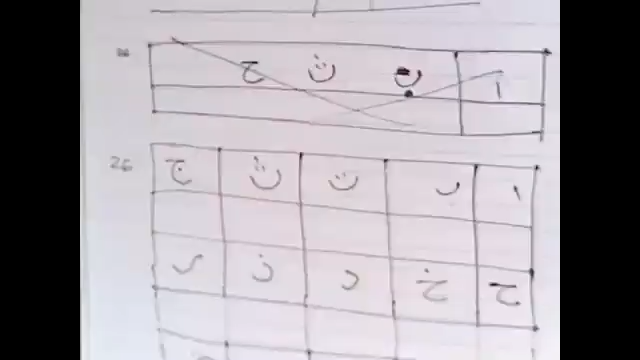 ا ث ح
26
ا ب ت ث ج
ح خ د ذ ر